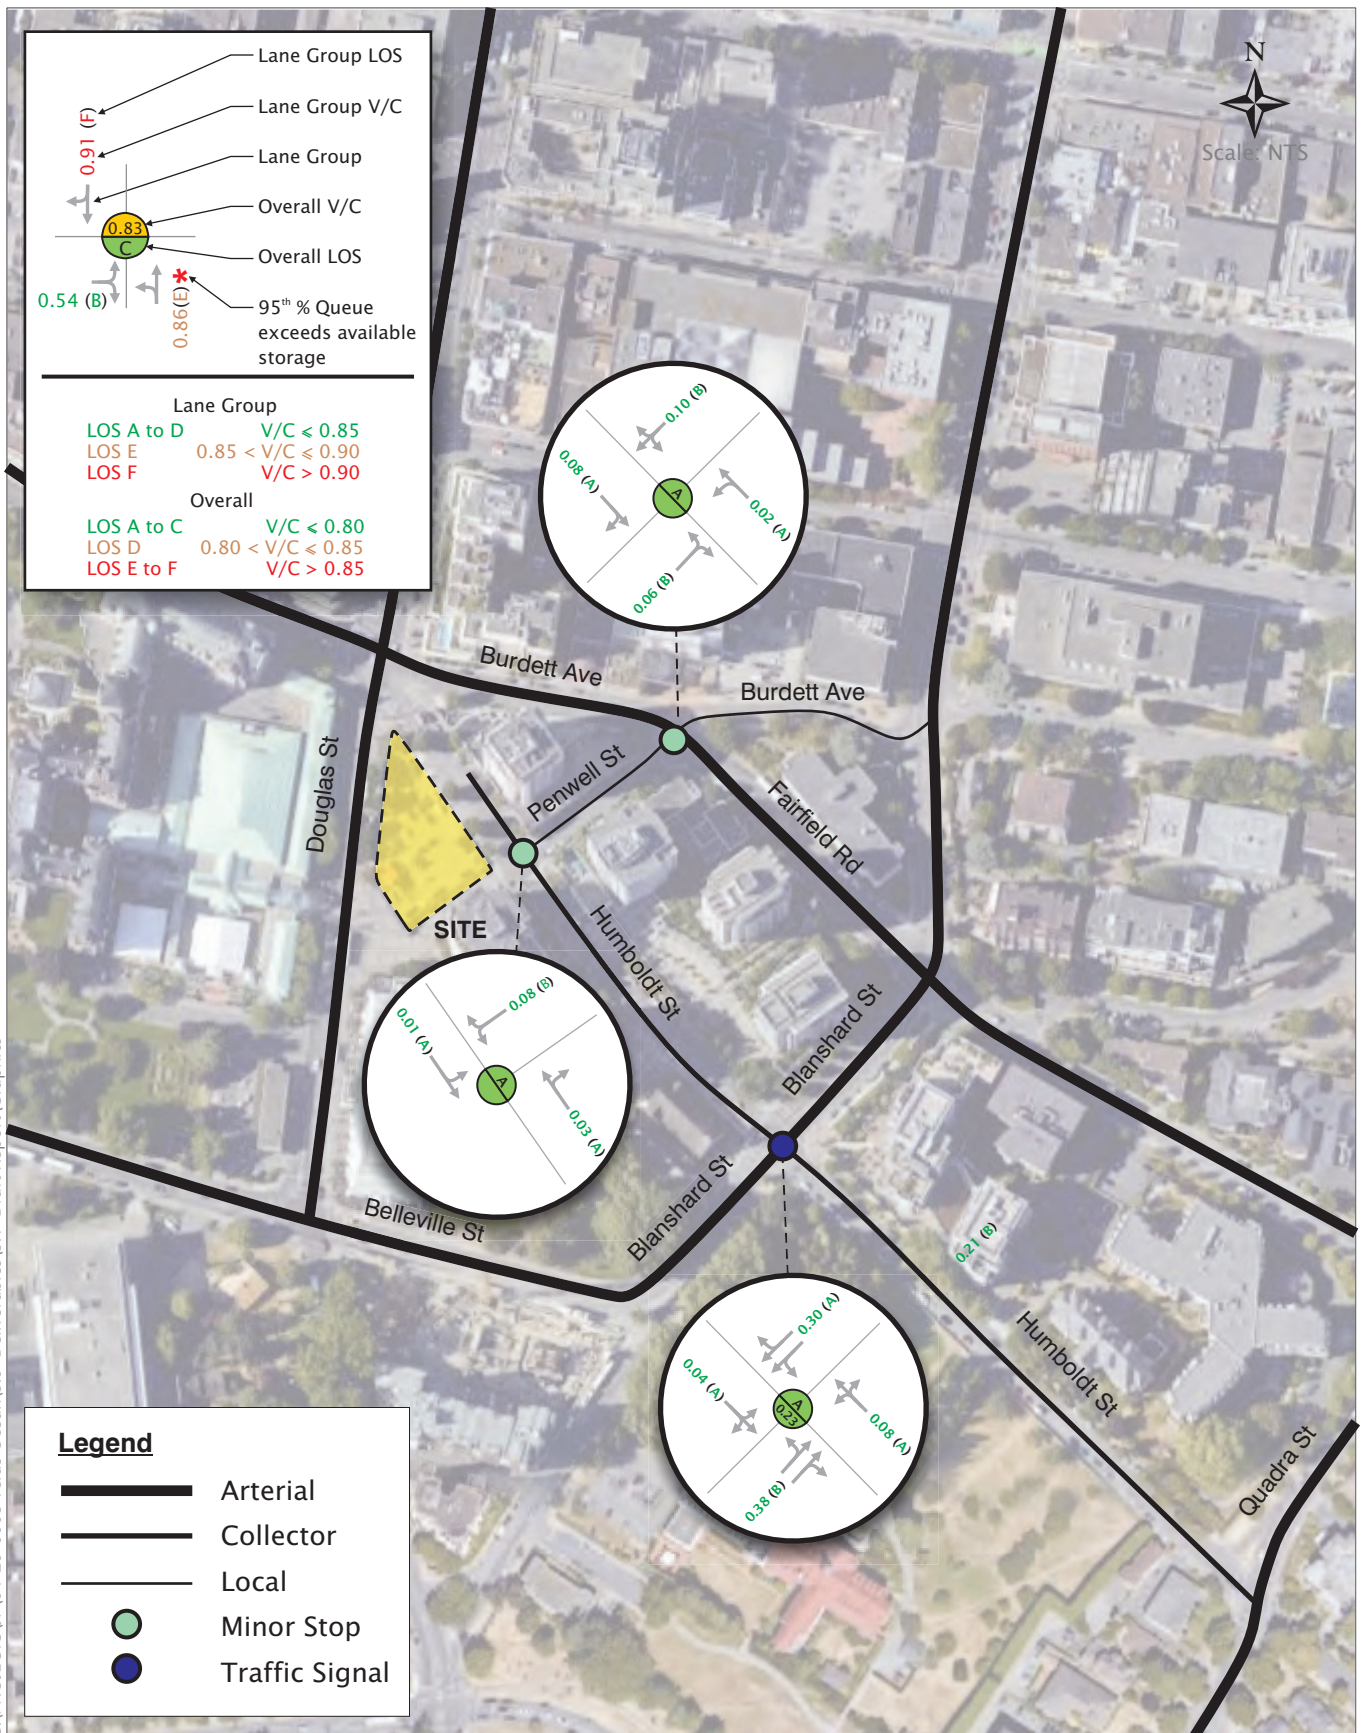 Lane Group LOS
Lane Group V/C
Lane Group
Overall V/C
Overall LOS
95th % Queue
exceeds available
storage
0.91 (F)
0.83
C
0.54 (B)
0.86(E)
*
Lane Group
LOS A to D V/C ⩽ 0.85
LOS E 0.85 < V/C ⩽ 0.90
LOS F V/C > 0.90
Overall
LOS A to C V/C ⩽ 0.80
LOS D 0.80 < V/C ⩽ 0.85
LOS E to F V/C > 0.85
N
Scale: NTS
0.10 (B)
0.08 (A)
A
0.02 (A)
0.06 (B)
Burdett Ave
Burdett Ave
Douglas St
Penwell St
Fairfield Rd
SITE
Humboldt St
Blanshard St
0.08 (B)
0.01 (A)
A
0.03 (A)
Belleville St
Blanshard St
0.21 (B)
0.30 (A)
0.04 (A)
A
0.23
0.08 (A)
0.38 (B)
Humboldt St
Quadra St
Legend
Arterial
Collector
Local
Minor Stop
Traffic Signal